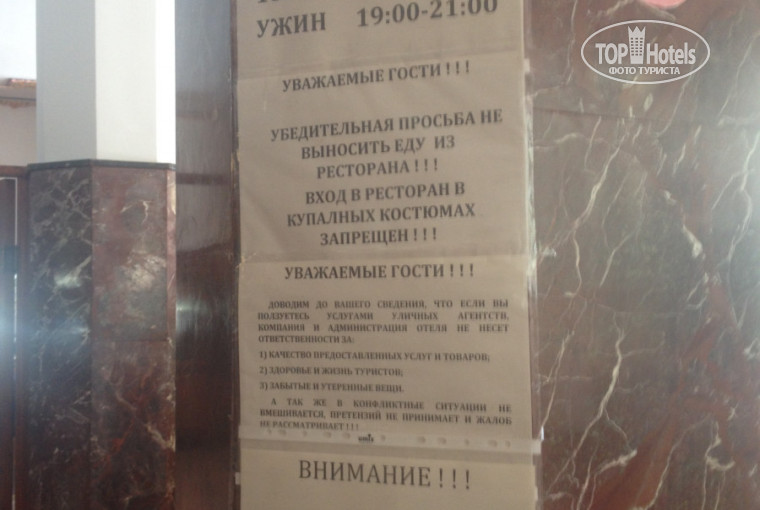 УЖИН 19:00-21:00
TOP Hotels
ФОТО ТУРИСТА
УВАЖАЕМЫЕ ГОСТИ ! ! !
УБЕДИТЕЛЬНАЯ ПРОСЬБА НЕ
ВЫНОСИТЬ ЕДУ ИЗ
РЕСТОРАНА ! ! !
ВХОД В РЕСТОРАН В
КУПАЛНЫХ КОСТЮМАХ
ЗАПРЕЩЕН ! ! !
УВАЖАЕМЫЕ ГОСТИ ! ! !
ДОВОДИМ ДО ВАШЕГО СВЕДЕНИЯ, ЧТО ЕСЛИ ВЫ
ПОЛЗУЕТЕСЬ УСЛУГАМИ УЛИЧНЫХ АГЕНТСТВ,
КОМПАНИЯ И АДМИНИСТРАЦИЯ ОТЕЛЯ НЕ НЕСЕТ
ОТВЕТСТВЕННОСТИ ЗА:
1) КАЧЕСТВО ПРЕДОСТАВЛЕННЫХ УСЛУГ И ТОВАРОВ;
2) ЗДОРОВЬЕ И ЖИЗНЬ ТУРИСТОВ;
3) ЗАБЫТЫЕ И УТЕРЕННЫЕ ВЕЩИ.
А ТАК ЖЕ В КОНФЛИКТНЫЕ СИТУАЦИИ НЕ
ВМЕШИВАЕТСЯ, ПРЕТЕНЗИЙ НЕ ПРИНИМАЕТ И ЖАЛОБ
НЕ РАССМАТРИВАЕТ ! ! !
ВНИМАНИЕ ! ! !